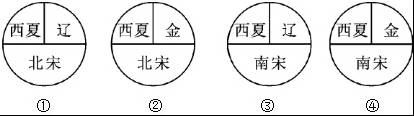 西夏 辽 西夏 金 西夏 辽 西夏 金
北宋 北宋 南宋 南宋
① ② ③ ④